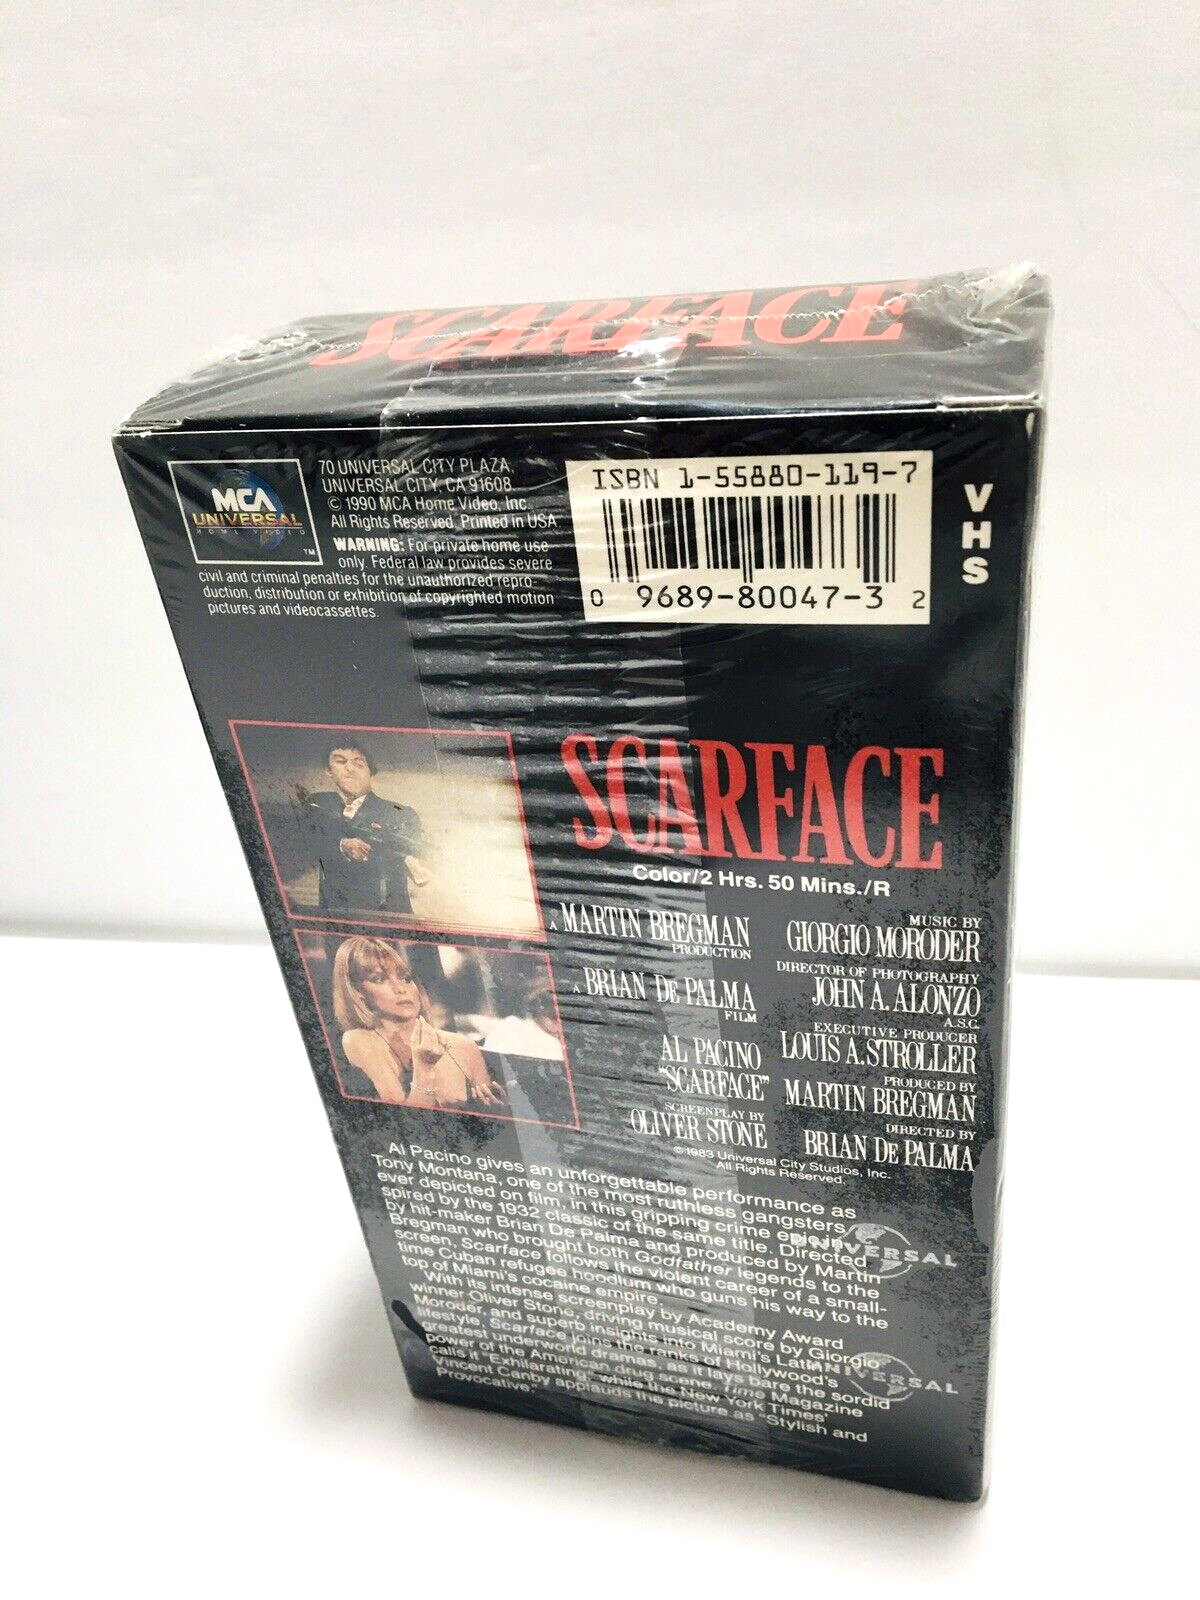 SCARFACE
MCA
UNIVERSAL
HOME VIDEO
TM
70 UNIVERSAL CITY PLAZA,
UNIVERSAL CITY, CA 91608
© 1990 MCA Home Video, Inc.
All Rights Reserved. Printed in USA.
WARNING: For private home use
only. Federal law provides severe
civil and criminal penalties for the unauthorized repro-
duction, distribution or exhibition of copyrighted motion
pictures and videocassettes.
ISBN 1-55880-119-7
0 9689-80047-3 2
VHS
SCARFACE
Color/2 Hrs. 50 Mins./R
A MARTIN BREGMAN
PRODUCTION
A BRIAN DE PALMA
FILM
AL PACINO
"SCARFACE"
SCREENPLAY BY
OLIVER STONE
MUSIC BY
GIORGIO MORODER
DIRECTOR OF PHOTOGRAPHY
JOHN A. ALONZO
A.S.C.
EXECUTIVE PRODUCER
LOUIS A. STROLLER
PRODUCED BY
MARTIN BREGMAN
DIRECTED BY
BRIAN DE PALMA
© 1983 Universal City Studios, Inc.
All Rights Reserved.
Al Pacino gives an unforgettable performance as
Tony Montana, one of the most ruthless gangsters
ever depicted on film, in this gripping crime epic in-
spired by the 1932 classic of the same title. Directed
by hit-maker Brian De Palma and produced by Martin
Bregman who brought both Godfather legends to the
screen, Scarface follows the violent career of a small-
time Cuban refugee hoodlum who guns his way to the
top of Miami's cocaine empire.
With its intense screenplay by Academy Award
winner Oliver Stone, driving musical score by Giorgio
Moroder, and superb insights into Miami's Latin
lifestyle, Scarface joins the ranks of Hollywood's
greatest underworld dramas, as it lays bare the sordid
power of the American drug scene. Time Magazine
calls it "Exhilarating," while the New York Times'
Vincent Canby applauds the picture as "Stylish and
Provocative."
UNIVERSAL
UNIVERSAL